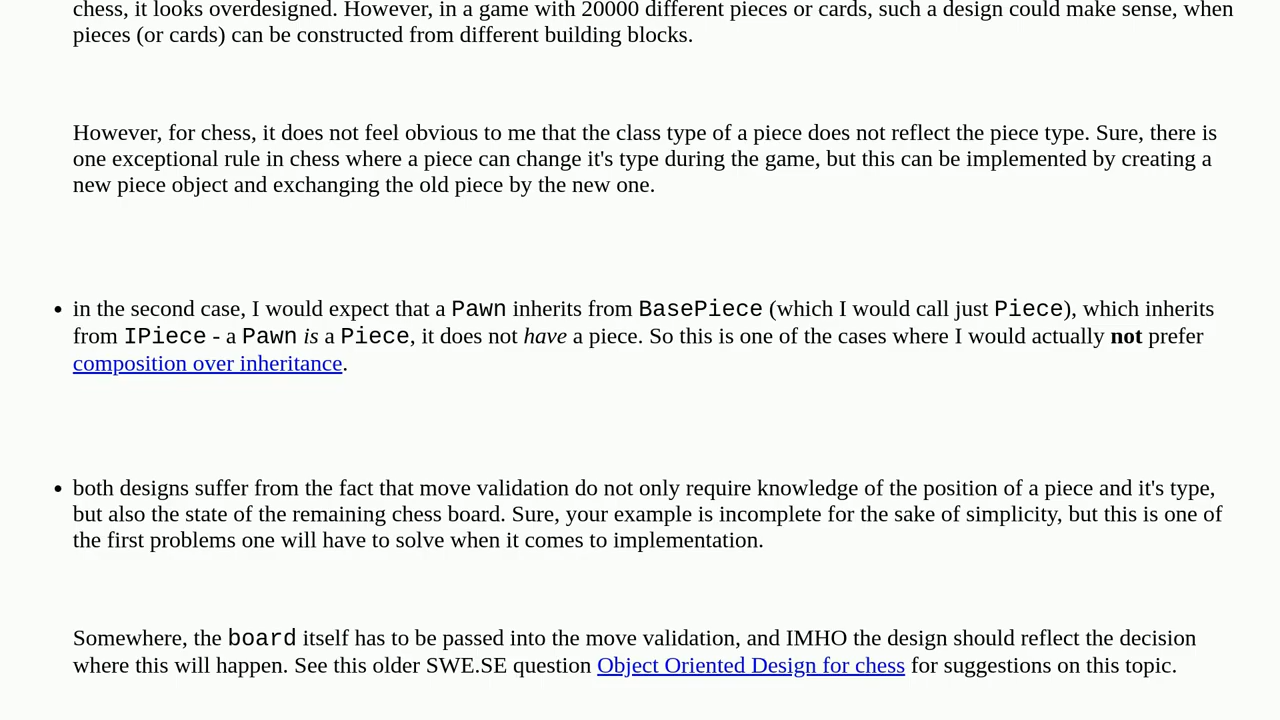 chess, it looks overdesigned. However, in a game with 20000 different pieces or cards, such a design could make sense, when
pieces (or cards) can be constructed from different building blocks.
However, for chess, it does not feel obvious to me that the class type of a piece does not reflect the piece type. Sure, there is
one exceptional rule in chess where a piece can change it's type during the game, but this can be implemented by creating a
new piece object and exchanging the old piece by the new one.
• in the second case, I would expect that a Pawn inherits from BasePiece (which I would call just Piece), which inherits
from IPiece - a Pawn is a Piece, it does not have a piece. So this is one of the cases where I would actually not prefer
composition over inheritance.
• both designs suffer from the fact that move validation do not only require knowledge of the position of a piece and it's type,
but also the state of the remaining chess board. Sure, your example is incomplete for the sake of simplicity, but this is one of
the first problems one will have to solve when it comes to implementation.
Somewhere, the board itself has to be passed into the move validation, and IMHO the design should reflect the decision
where this will happen. See this older SWE.SE question Object Oriented Design for chess for suggestions on this topic.